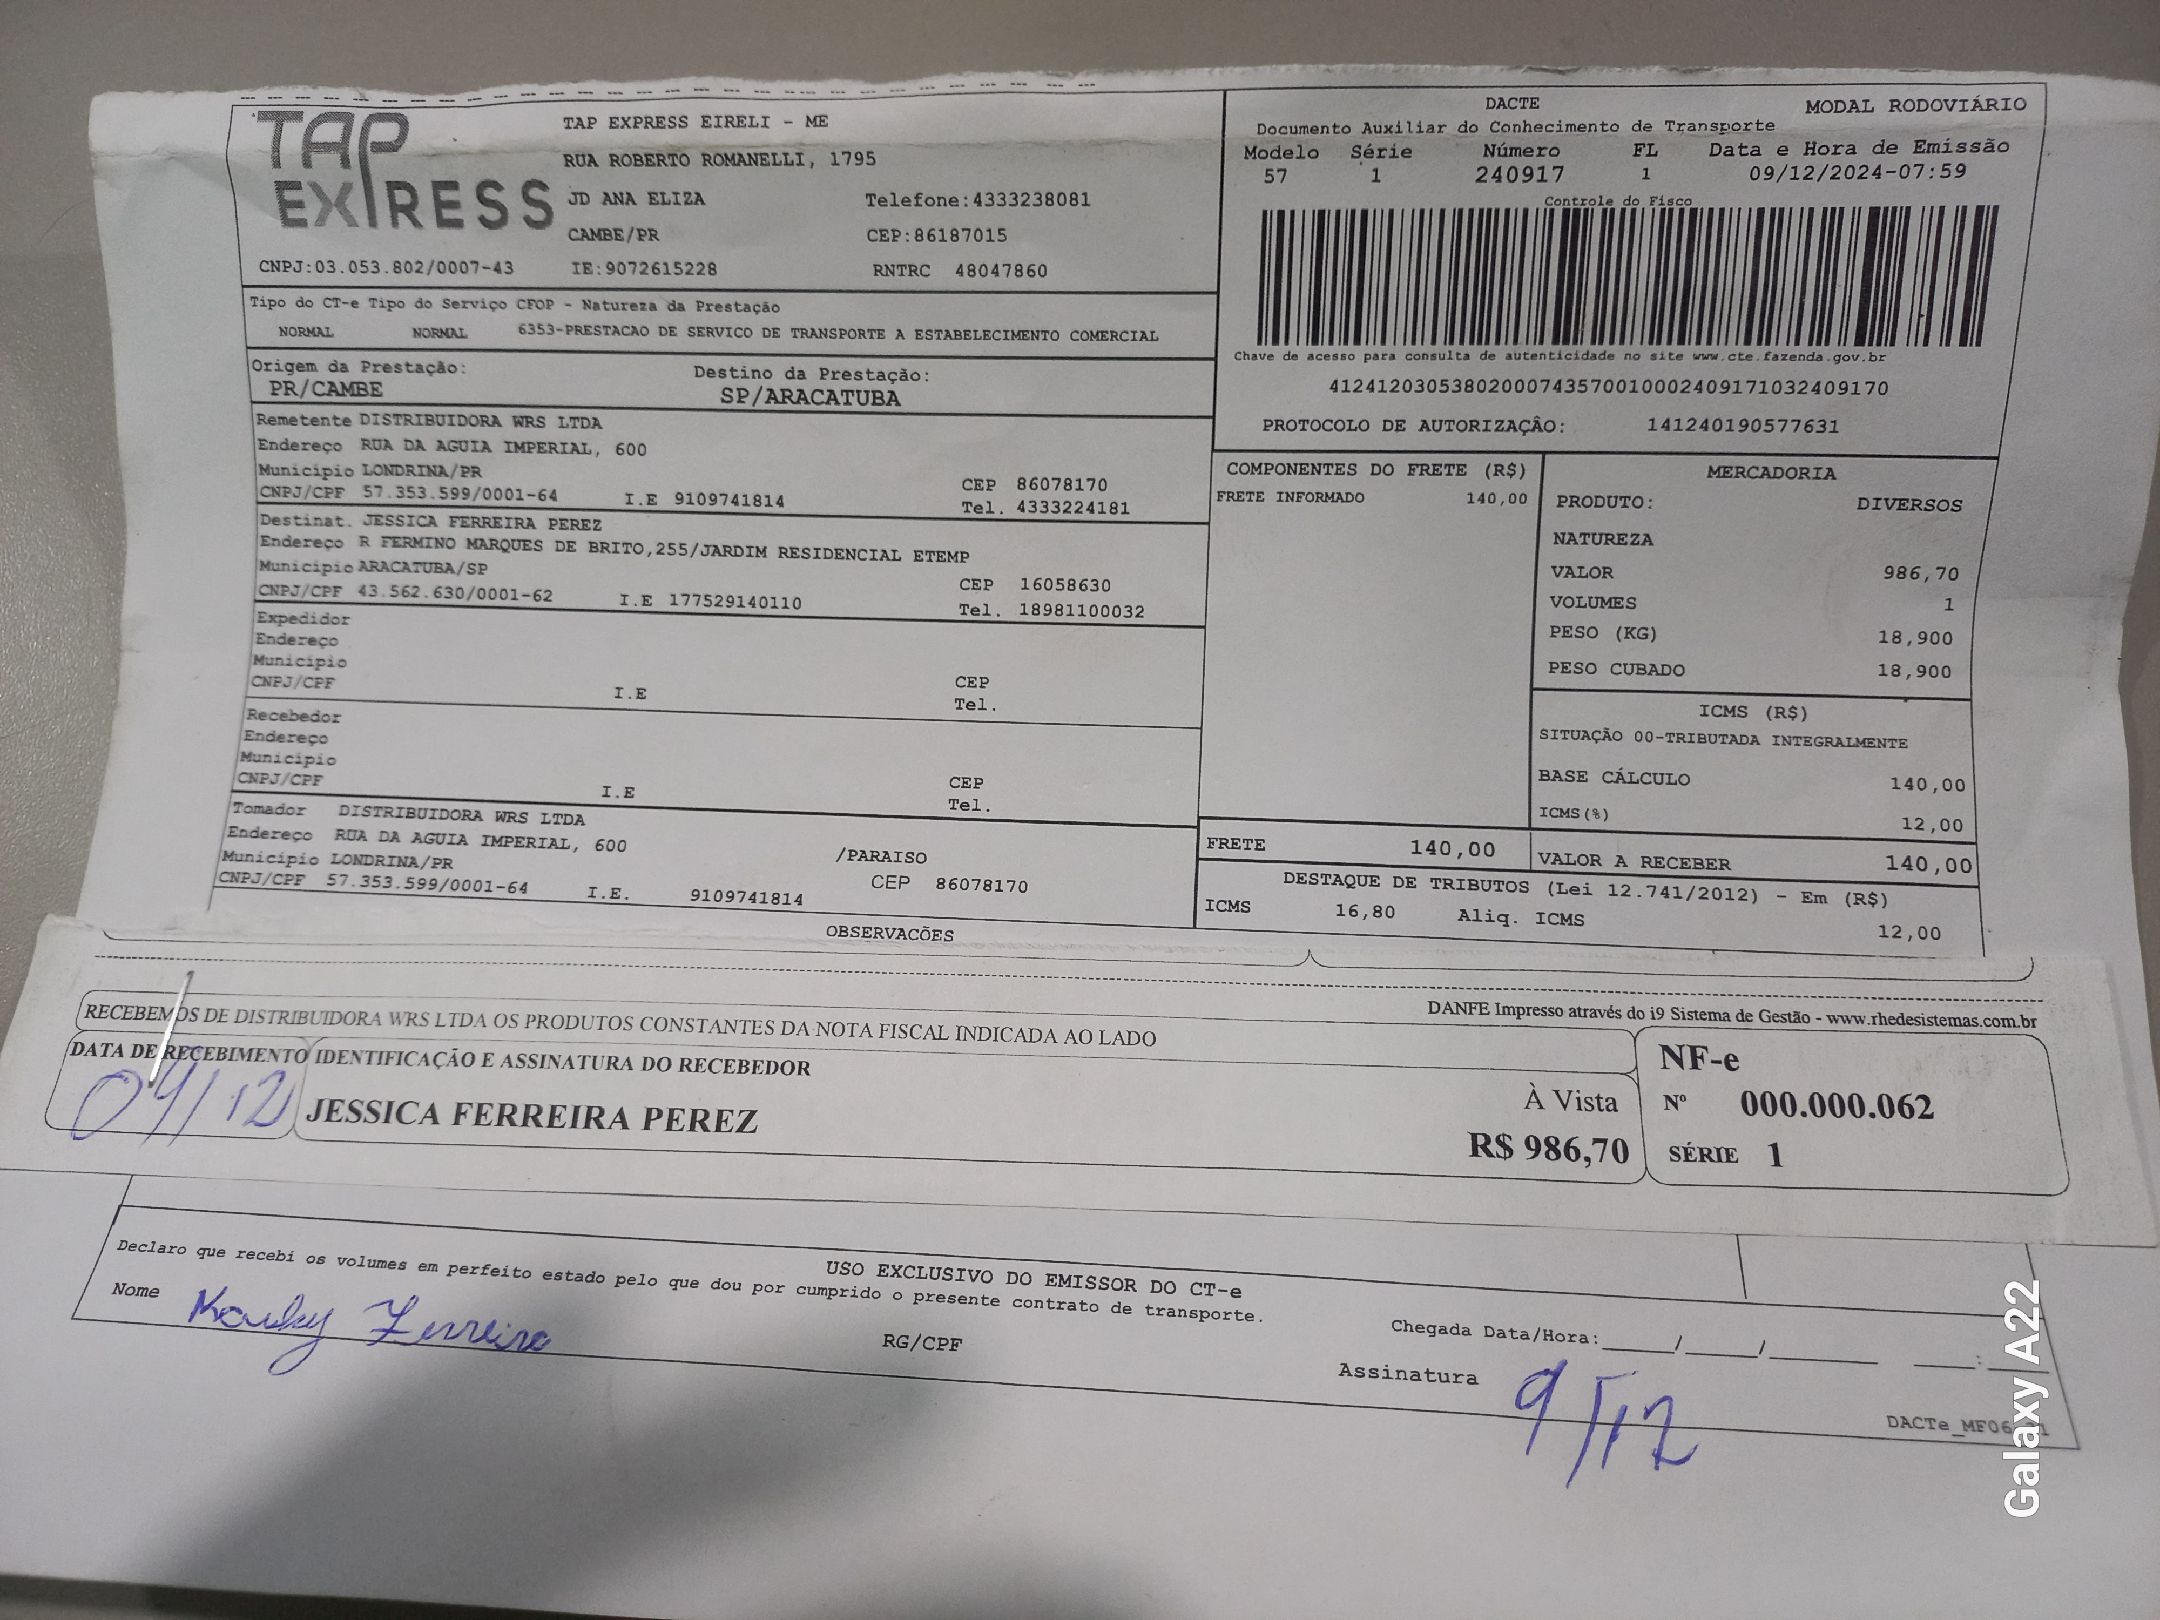 TAP EXPRESS
TAP EXPRESS EIRELI - ME
RUA ROBERTO ROMANELLI, 1795
JD ANA ELIZA Telefone:4333238081
CAMBE/PR CEP:86187015
CNPJ:03.053.802/0007-43 IE:9072615228 RNTRC 48047860
DACTE MODAL RODOVIÁRIO
Documento Auxiliar do Conhecimento de Transporte
Modelo Série Número FL Data e Hora de Emissão
57 1 240917 1 09/12/2024-07:59
Controle do Fisco
Chave de acesso para consulta de autenticidade no site www.cte.fazenda.gov.br
41241203053802000743570010002409171032409170
PROTOCOLO DE AUTORIZAÇÃO: 141240190577631
Tipo do CT-e Tipo do Serviço CFOP - Natureza da Prestação
NORMAL NORMAL 6353-PRESTACAO DE SERVICO DE TRANSPORTE A ESTABELECIMENTO COMERCIAL
Origem da Prestação: Destino da Prestação:
PR/CAMBE SP/ARACATUBA
Remetente DISTRIBUIDORA WRS LTDA
Endereço RUA DA AGUIA IMPERIAL, 600
Município LONDRINA/PR CEP 86078170
CNPJ/CPF 57.353.599/0001-64 I.E 9109741814 Tel. 4333224181
Destinat. JESSICA FERREIRA PEREZ
Endereço R FERMINO MARQUES DE BRITO,255/JARDIM RESIDENCIAL ETEMP
Município ARACATUBA/SP CEP 16058630
CNPJ/CPF 43.562.630/0001-62 I.E 177529140110 Tel. 18981100032
Expedidor
Endereço
Município CEP
CNPJ/CPF I.E Tel.
Recebedor
Endereço
Município CEP
CNPJ/CPF I.E Tel.
Tomador DISTRIBUIDORA WRS LTDA
Endereço RUA DA AGUIA IMPERIAL, 600 /PARAISO
Município LONDRINA/PR CEP 86078170
CNPJ/CPF 57.353.599/0001-64 I.E. 9109741814
COMPONENTES DO FRETE (R$)
FRETE INFORMADO 140,00
MERCADORIA
PRODUTO: DIVERSOS
NATUREZA
VALOR 986,70
VOLUMES 1
PESO (KG) 18,900
PESO CUBADO 18,900
ICMS (R$)
SITUAÇÃO 00-TRIBUTADA INTEGRALMENTE
BASE CÁLCULO 140,00
ICMS(%) 12,00
FRETE 140,00 VALOR A RECEBER 140,00
DESTAQUE DE TRIBUTOS (Lei 12.741/2012) - Em (R$)
ICMS 16,80 Aliq. ICMS 12,00
OBSERVACÕES
DANFE Impresso através do i9 Sistema de Gestão - www.rhedesistemas.com.br
RECEBEMOS DE DISTRIBUIDORA WRS LTDA OS PRODUTOS CONSTANTES DA NOTA FISCAL INDICADA AO LADO
DATA DE RECEBIMENTO IDENTIFICAÇÃO E ASSINATURA DO RECEBEDOR
09/12 JESSICA FERREIRA PEREZ
À Vista
R$ 986,70
NF-e
Nº 000.000.062
SÉRIE 1
USO EXCLUSIVO DO EMISSOR DO CT-e
Declaro que recebi os volumes em perfeito estado pelo que dou por cumprido o presente contrato de transporte.
Nome Ferreira RG/CPF
Chegada Data/Hora:____/____/______ ____:____
Assinatura 9/12
Galaxy A22